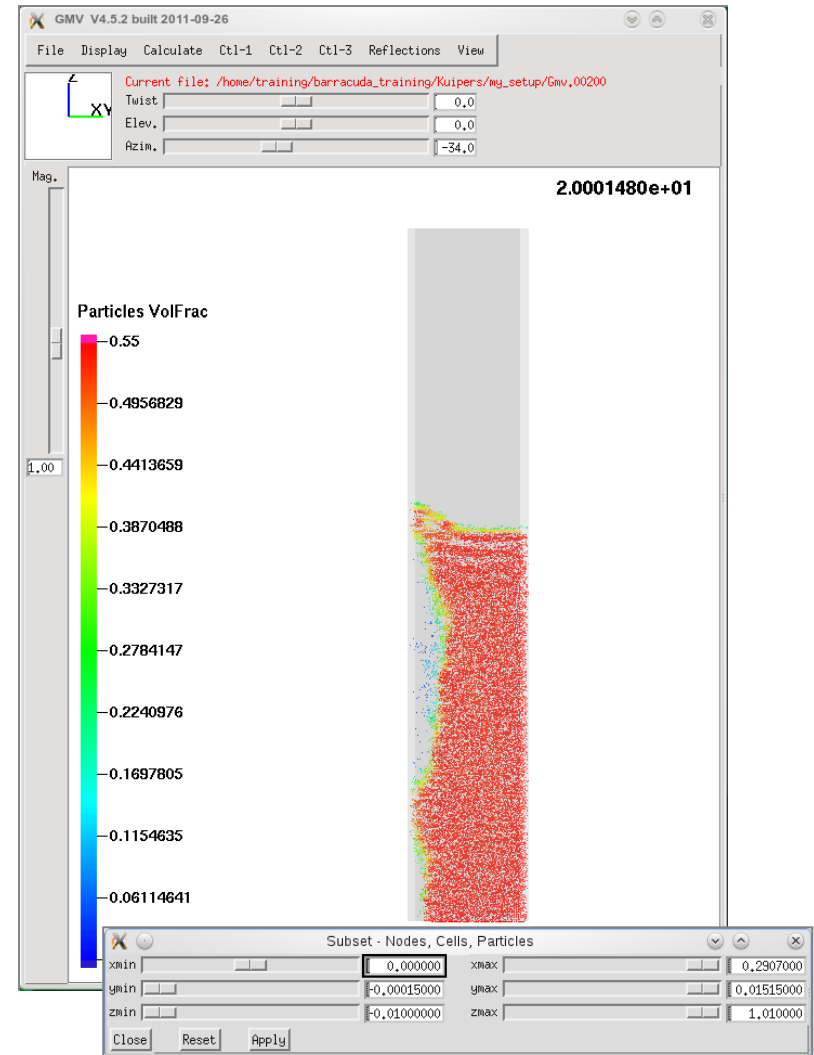 GMV V4.5.2 built 2011-09-26
File Display Calculate Ctl-1 Ctl-2 Ctl-3 Reflections View
Z
XY
Current file: /home/training/barracuda_training/Kuipers/my_setup/Gmv.00200
Twist 0.0
Elev. 0.0
Azim. -34.0
Mag.
2.0001480e+01
Particles VolFrac
0.55
0.4956829
0.4413659
1.00
0.3870488
0.3327317
0.2784147
0.2240976
0.1697805
0.1154635
0.06114641
Subset - Nodes, Cells, Particles
xmin 0.000000 xmax 0.2907000
ymin -0.00015000 ymax 0.01515000
zmin -0.01000000 zmax 1.010000
Close Reset Apply